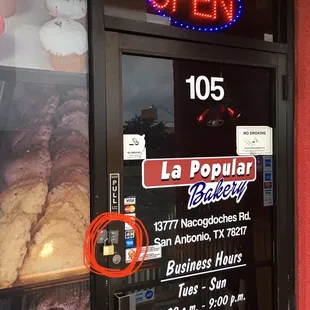 OPEN
105
NO SMOKING
PULL
La Popular
Bakery
VISA
13777 Nacogdoches Rd.
San Antonio, TX 78217
Business Hours
Tues - Sun
9:00 p.m.